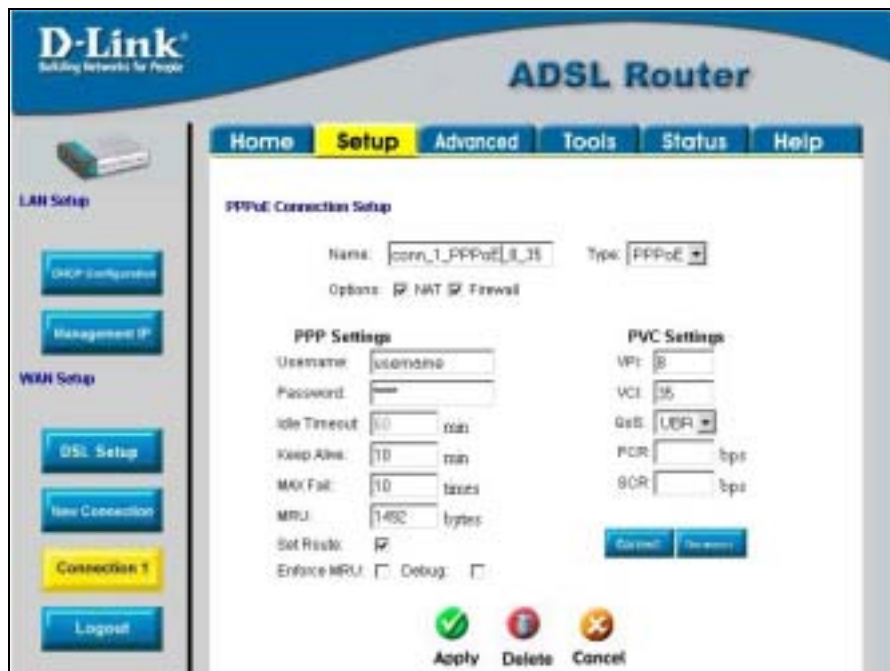 D-Link
Building Networks for People
ADSL Router
Home Setup Advanced Tools Status Help
LAN Setup
DHCP Configuration
Management IP
WAN Setup
DSL Setup
New Connection
Connection 1
Logout
PPPoE Connection Setup
Name: conn_1_PPPoE_8_35 Type: PPPoE
Options: NAT Firewall
PPP Settings
Username: username
Password: ****
Idle Timeout: 60 min
Keep Alive: 10 min
MAX Fail: 10 times
MRU: 1492 bytes
Set Route:
Enforce MRU: Debug:
PVC Settings
VPI: 8
VCI: 35
QoS: UBR
PCR: bps
SCR: bps
Connect
Apply Delete Cancel